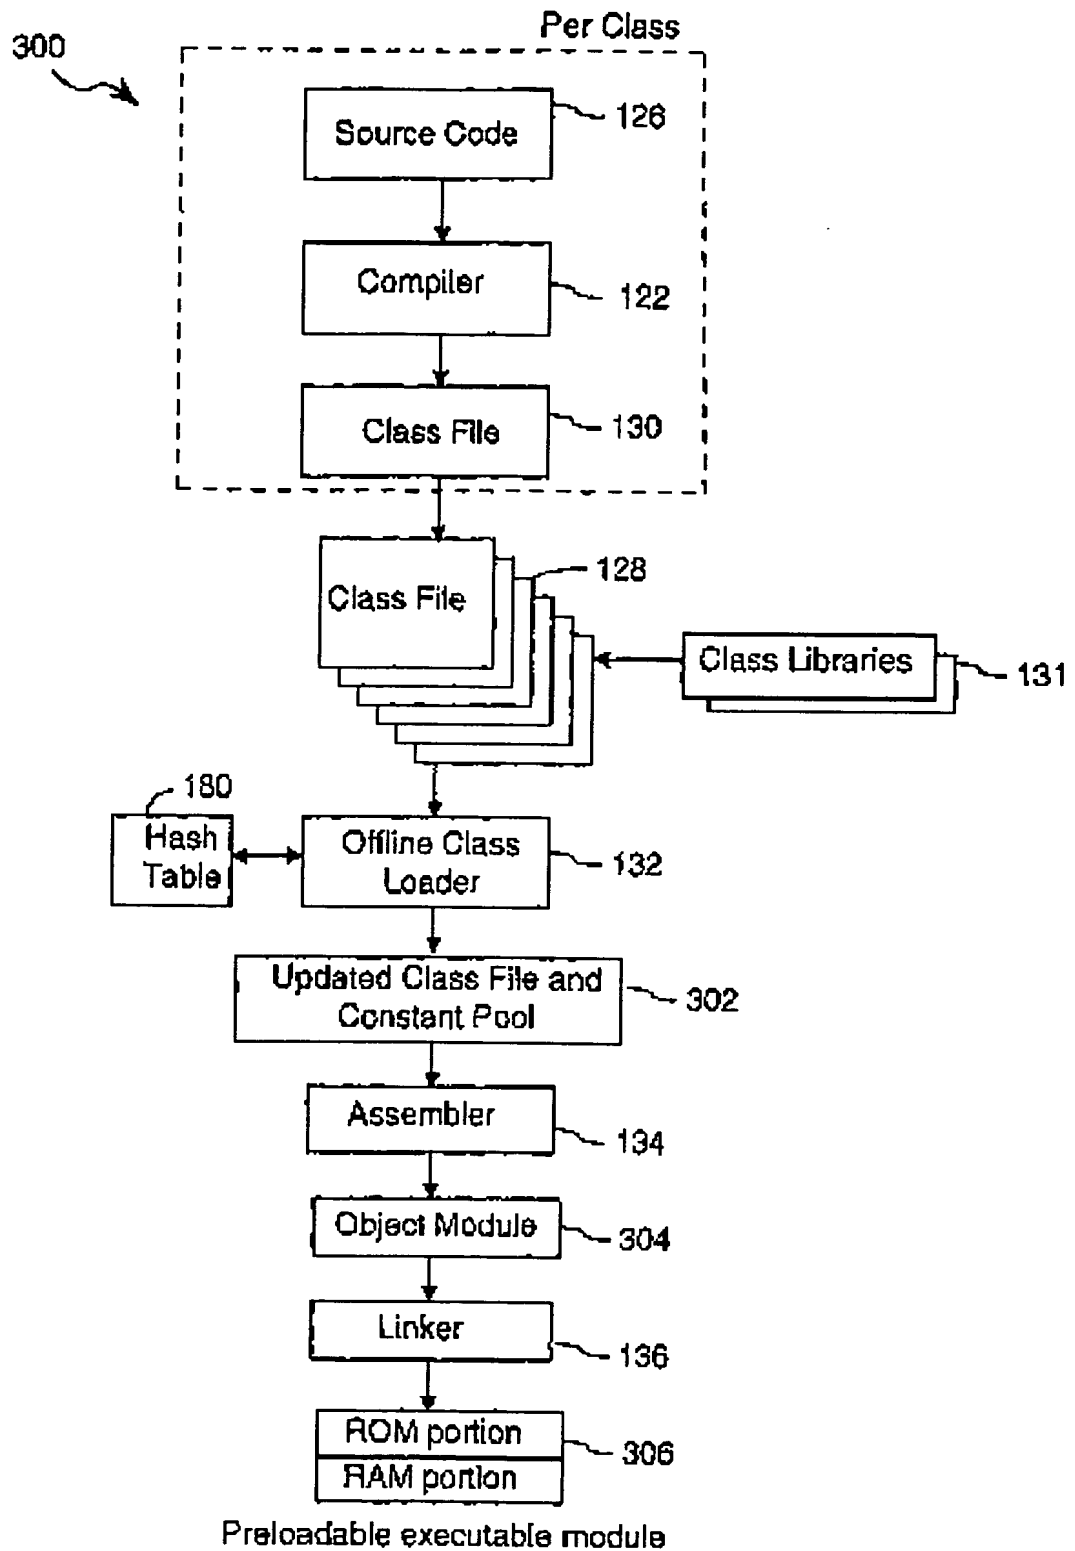 Per Class
300
Source Code
126
Compiler
122
Class File
130
Class File
128
Class Libraries
131
180
Hash
Table
Offline Class
Loader
132
Updated Class File and
Constant Pool
302
Assembler
134
Object Module
304
Linker
136
ROM portion
306
RAM portion
Preloadable executable module